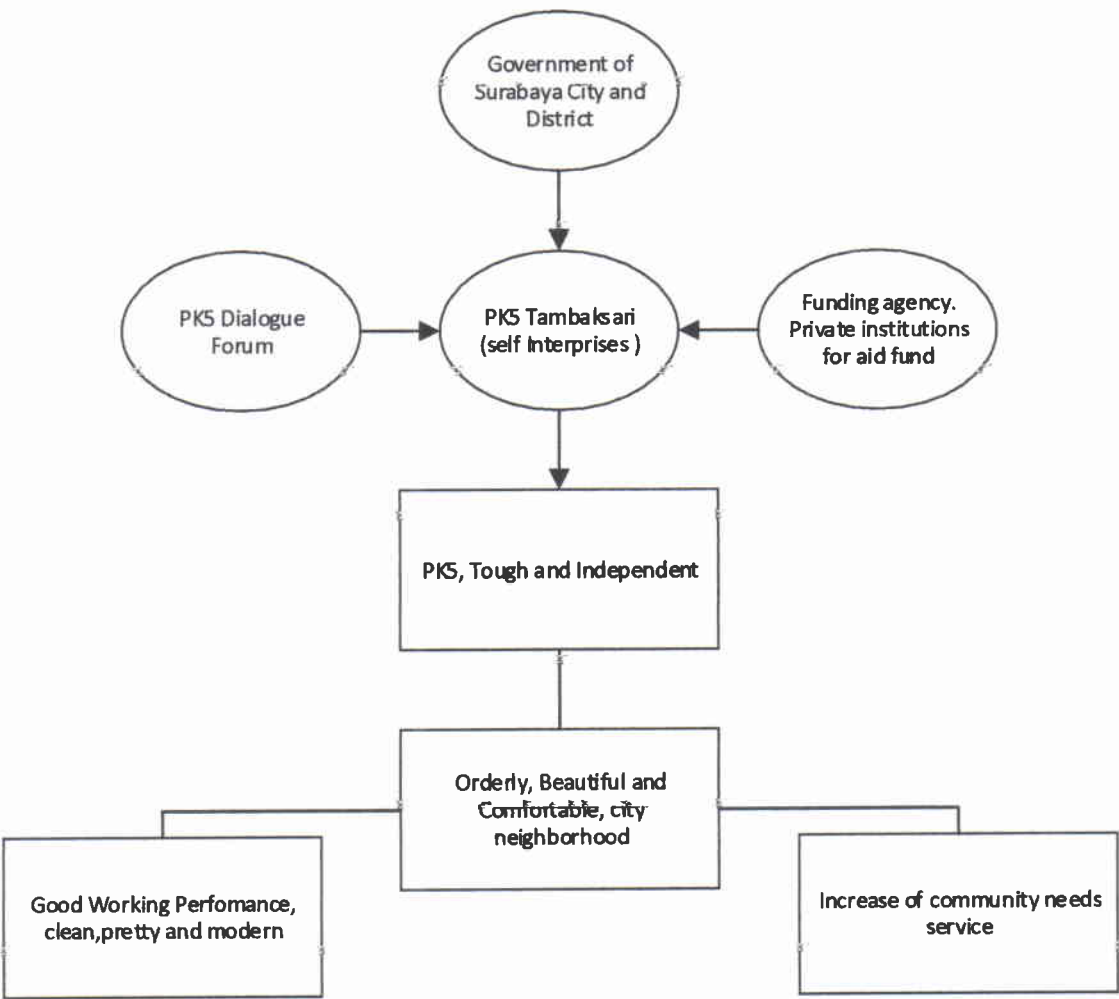 Government of
Surabaya City and
District
PK5 Dialogue
Forum
PK5 Tambaksari
(self Interprises )
Funding agency.
Private institutions
for aid fund
PK5, Tough and Independent
Orderly, Beautiful and
Comfortable, city
neighborhood
Good Working Perfomance,
clean,pretty and modern
Increase of community needs
service